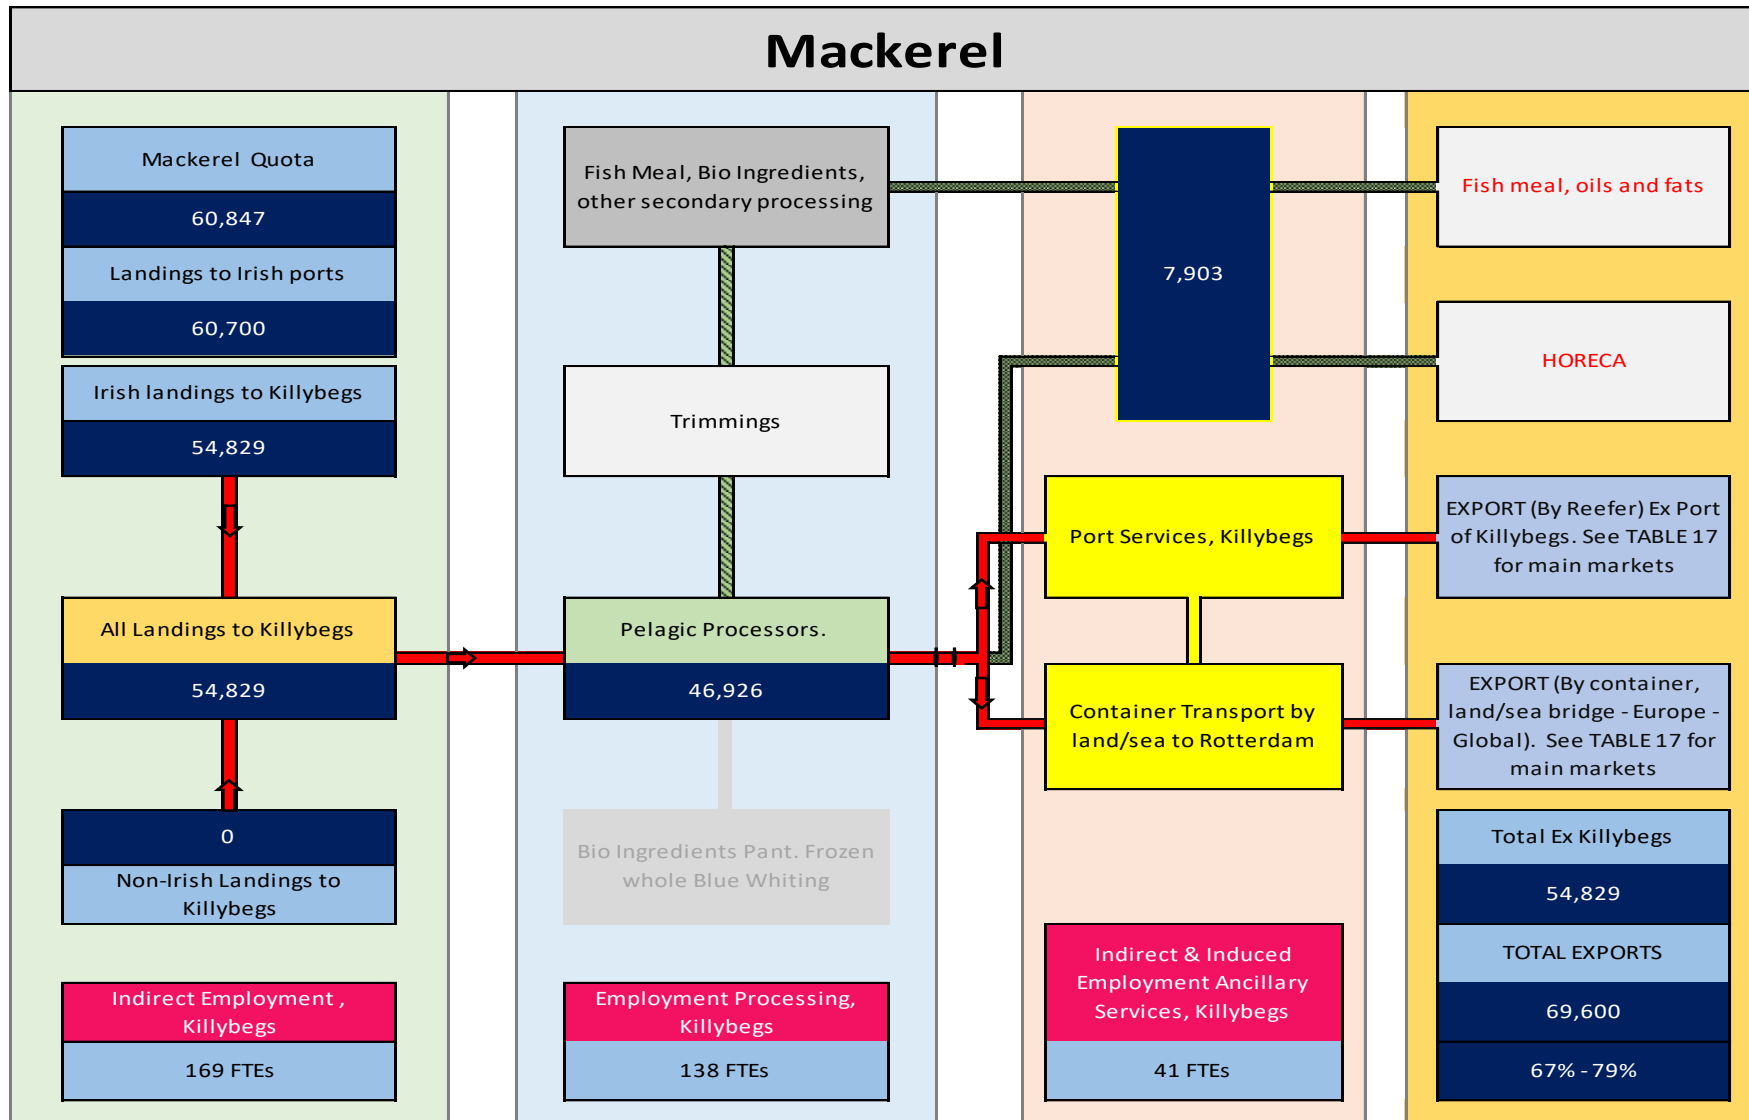 Mackerel
Mackerel Quota
60,847
Landings to Irish ports
60,700
Irish landings to Killybegs
54,829
All Landings to Killybegs
54,829
0
Non-Irish Landings to
Killybegs
Indirect Employment ,
Killybegs
169 FTEs
Fish Meal, Bio Ingredients,
other secondary processing
Trimmings
Pelagic Processors.
46,926
Bio Ingredients Pant. Frozen
whole Blue Whiting
Employment Processing,
Killybegs
138 FTEs
7,903
Port Services, Killybegs
Container Transport by
land/sea to Rotterdam
Indirect & Induced
Employment Ancillary
Services, Killybegs
41 FTEs
Fish meal, oils and fats
HORECA
EXPORT (By Reefer) Ex Port
of Killybegs. See TABLE 17
for main markets
EXPORT (By container,
land/sea bridge - Europe -
Global). See TABLE 17 for
main markets
Total Ex Killybegs
54,829
TOTAL EXPORTS
69,600
67% - 79%